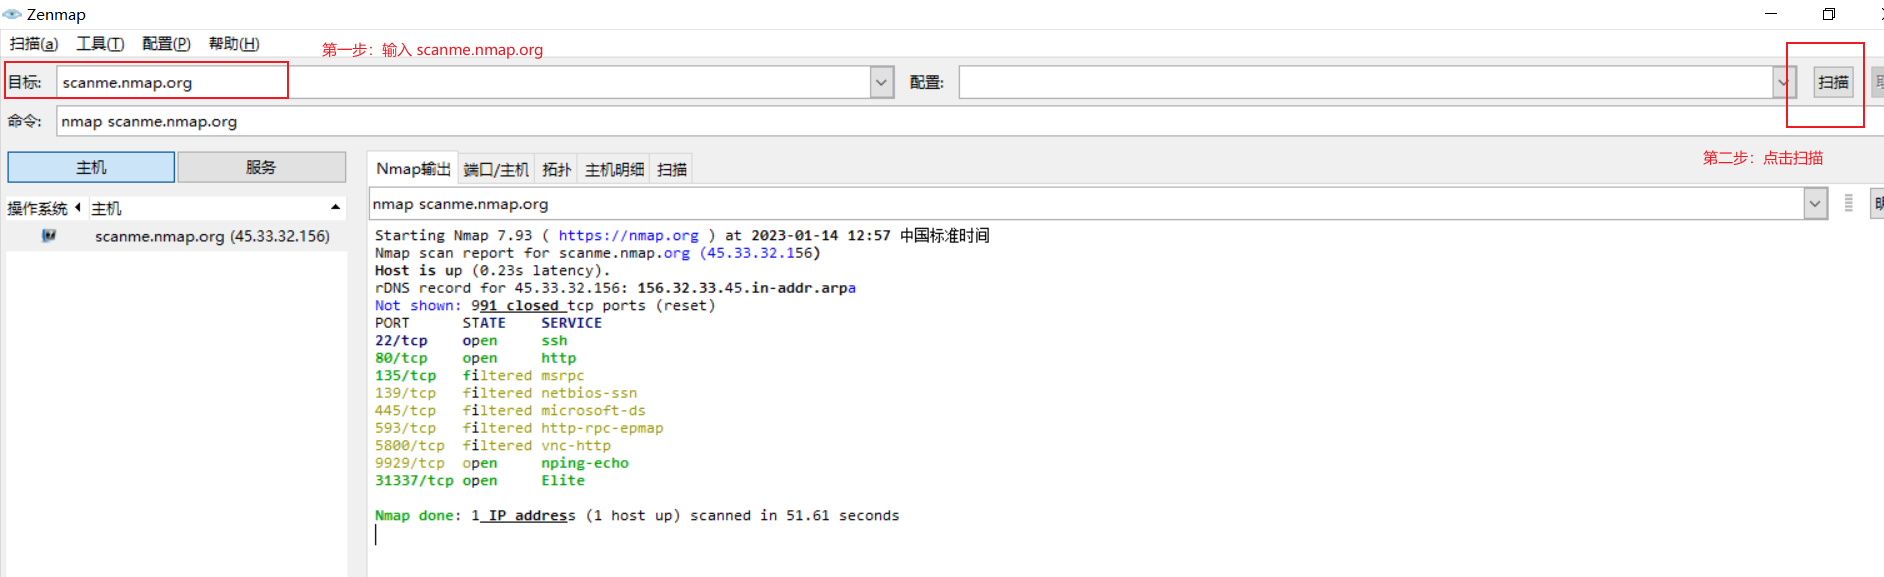 Zenmap
扫描(a) 工具(T) 配置(P) 帮助(H)
第一步：输入 scanme.nmap.org
目标: scanme.nmap.org 配置: 扫描
命令: nmap scanme.nmap.org
第二步：点击扫描
主机 服务
Nmap输出 端口/主机 拓扑 主机明细 扫描
操作系统 主机
nmap scanme.nmap.org
scanme.nmap.org (45.33.32.156)
Starting Nmap 7.93 ( https://nmap.org ) at 2023-01-14 12:57 中国标准时间
Nmap scan report for scanme.nmap.org (45.33.32.156)
Host is up (0.23s latency).
rDNS record for 45.33.32.156: 156.32.33.45.in-addr.arpa
Not shown: 991 closed tcp ports (reset)
PORT STATE SERVICE
22/tcp open ssh
80/tcp open http
135/tcp filtered msrpc
139/tcp filtered netbios-ssn
445/tcp filtered microsoft-ds
593/tcp filtered http-rpc-epmap
5800/tcp filtered vnc-http
9929/tcp open nping-echo
31337/tcp open Elite
Nmap done: 1 IP address (1 host up) scanned in 51.61 seconds